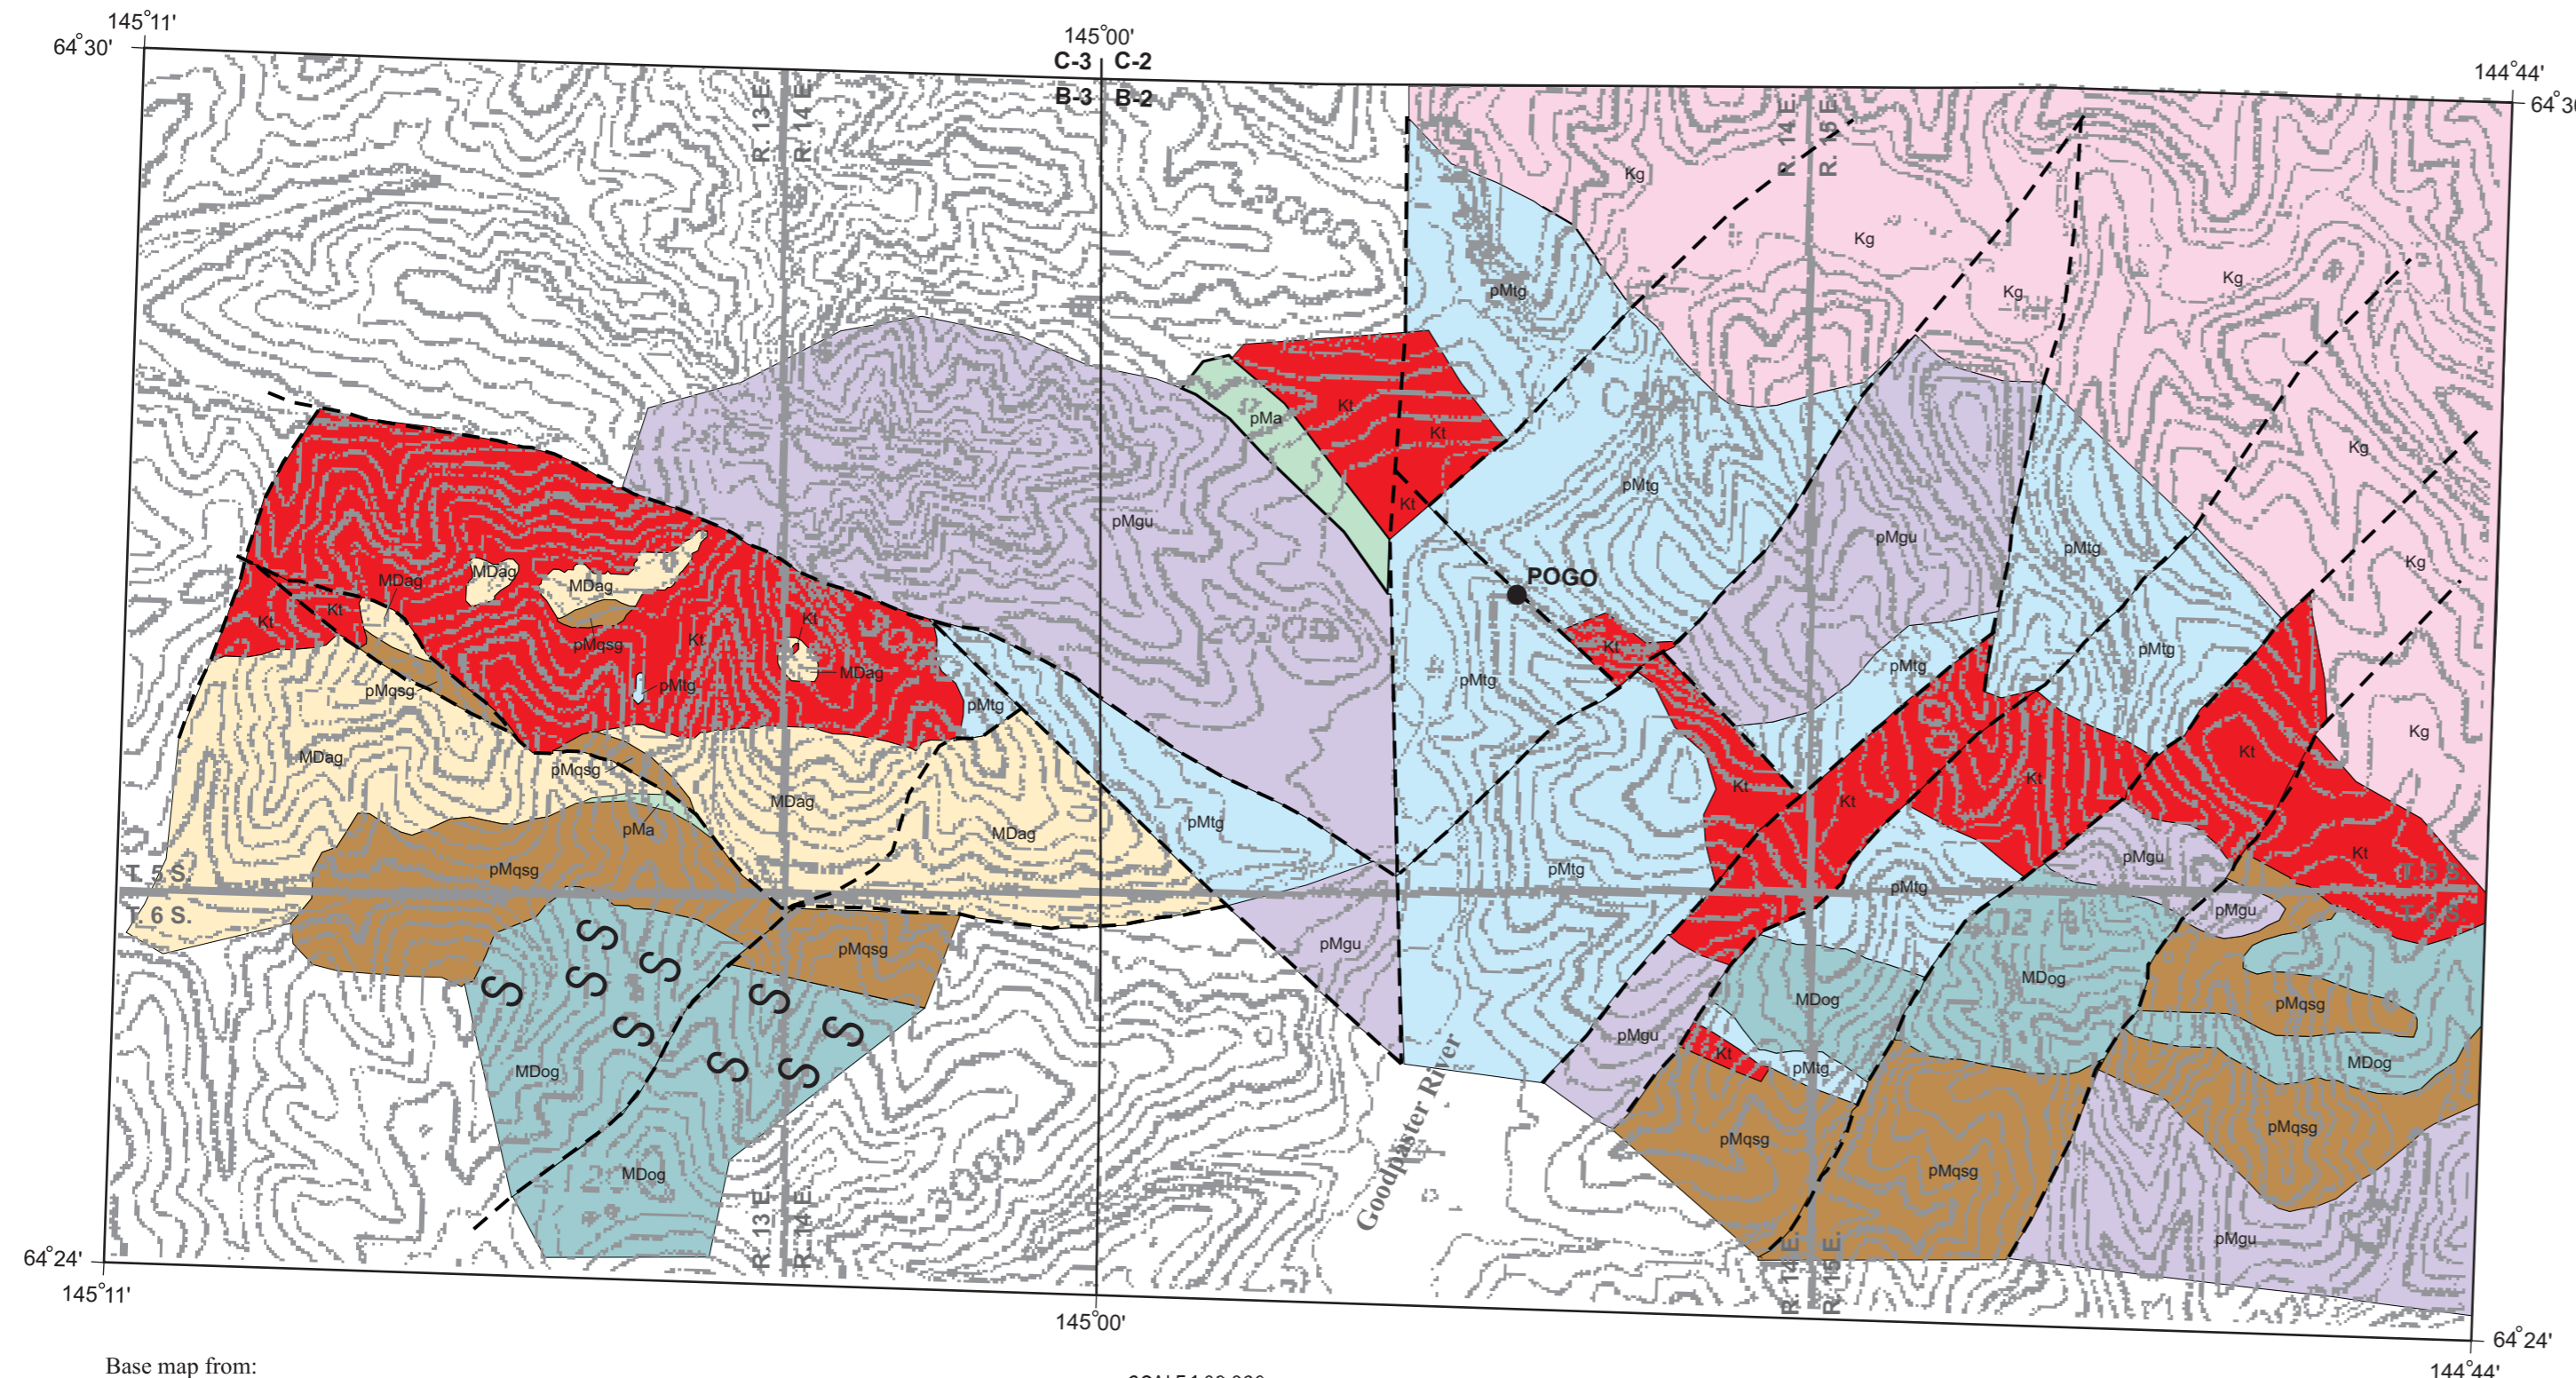 145°11'
145°00'
64°30'
C-3 C-2
B-3 B-2
144°44'
R. 13 E.
R. 14 E.
R. 14 E.
R. 15 E.
Kg
Kg
Kg
Kg
pMtg
Kt
pMa
Kt
Kg
pMtg
Kt
pMgu
pMgu
pMtg
Kg
POGO
MDag
MDag
MDag
Kt
Kt
Kt
pMqsg
Kt
Kt
pMtg
pMtg
MDag
pMtg
pMtg
pMqsg
pMtg
Kg
MDag
pMqsg
Kt
Kt
Kt
Kt
MDag
pMtg
pMa
MDag
Kt
pMgu
pMqsg
pMtg
pMtg
T. 5 S.
T. 5 S.
T. 6 S.
T. 6 S.
pMgu
pMqsg
pMgu
S
S
S
S
S
S
S
S
S
MDog
MDog
pMqsg
pMgu
Kt
pMtg
MDog
MDog
Goodpaster River
pMqsg
pMqsg
pMqsg
MDog
pMgu
R. 13 E.
R. 14 E.
R. 14 E.
R. 15 E.
64°24'
145°11'
145°00'
64°24'
144°44'
Base map from: